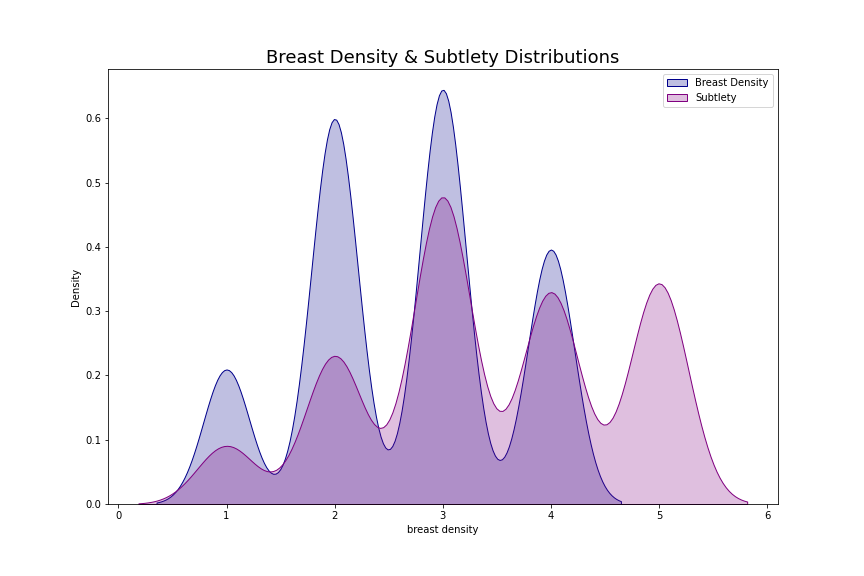 Breast Density & Subtlety Distributions
Breast Density
Subtlety
Density
0.6
0.5
0.4
0.3
0.2
0.1
0.0
0 1 2 3 4 5 6
breast density